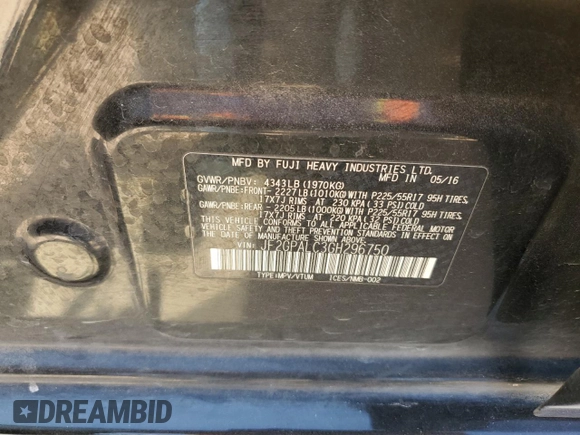 MFD BY FUJI HEAVY INDUSTRIES LTD.
GVWR/PNBV: 4343LB(1970KG) MFD IN 05/16
GAWR/PNBE:FRONT- 2227LB(1010KG)WITH P225/55R17 95H TIRES,
17X7J RIMS AT 230 KPA(33 PSI)COLD
GAWR/PNBE:REAR - 2205LB(1000KG)WITH P225/55R17 95H TIRES,
17X7J RIMS AT 220 KPA(32 PSI)COLD
THIS VEHICLE CONFORMS TO ALL APPLICABLE FEDERAL MOTOR
VEHICLE SAFETY AND THEFT PREVENTION STANDARDS IN EFFECT ON
THE DATE OF MANUFACTURE SHOWN ABOVE.
VIN: JF2GPALC3GH296750
TYPE:MPV/VTUM ICES/NMB-002
DREAMBID